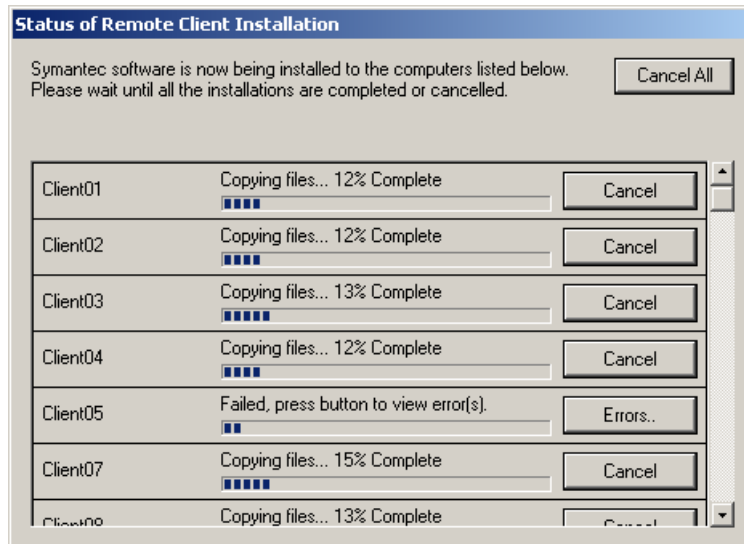 Status of Remote Client Installation
Symantec software is now being installed to the computers listed below.
Please wait until all the installations are completed or cancelled.
Cancel All
Client01 Copying files... 12% Complete Cancel
Client02 Copying files... 12% Complete Cancel
Client03 Copying files... 13% Complete Cancel
Client04 Copying files... 12% Complete Cancel
Client05 Failed, press button to view error(s). Errors..
Client07 Copying files... 15% Complete Cancel
Copying files... 13% Complete Cancel